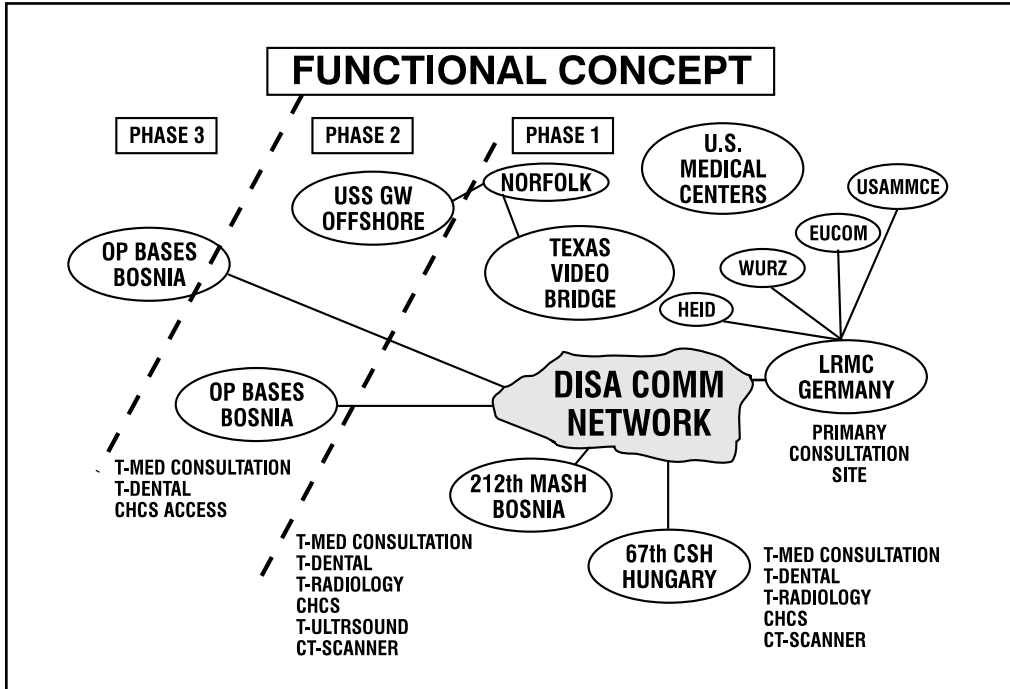 FUNCTIONAL CONCEPT
PHASE 3
PHASE 2
PHASE 1
U.S.
MEDICAL
CENTERS
USAMMCE
NORFOLK
USS GW
OFFSHORE
EUCOM
OP BASES
BOSNIA
TEXAS
VIDEO
BRIDGE
WURZ
HEID
LRMC
GERMANY
DISA COMM
NETWORK
OP BASES
BOSNIA
PRIMARY
CONSULTATION
SITE
T-MED CONSULTATION
T-DENTAL
CHCS ACCESS
212th MASH
BOSNIA
T-MED CONSULTATION
T-DENTAL
T-RADIOLOGY
CHCS
T-ULTRSOUND
CT-SCANNER
67th CSH
HUNGARY
T-MED CONSULTATION
T-DENTAL
T-RADIOLOGY
CHCS
CT-SCANNER